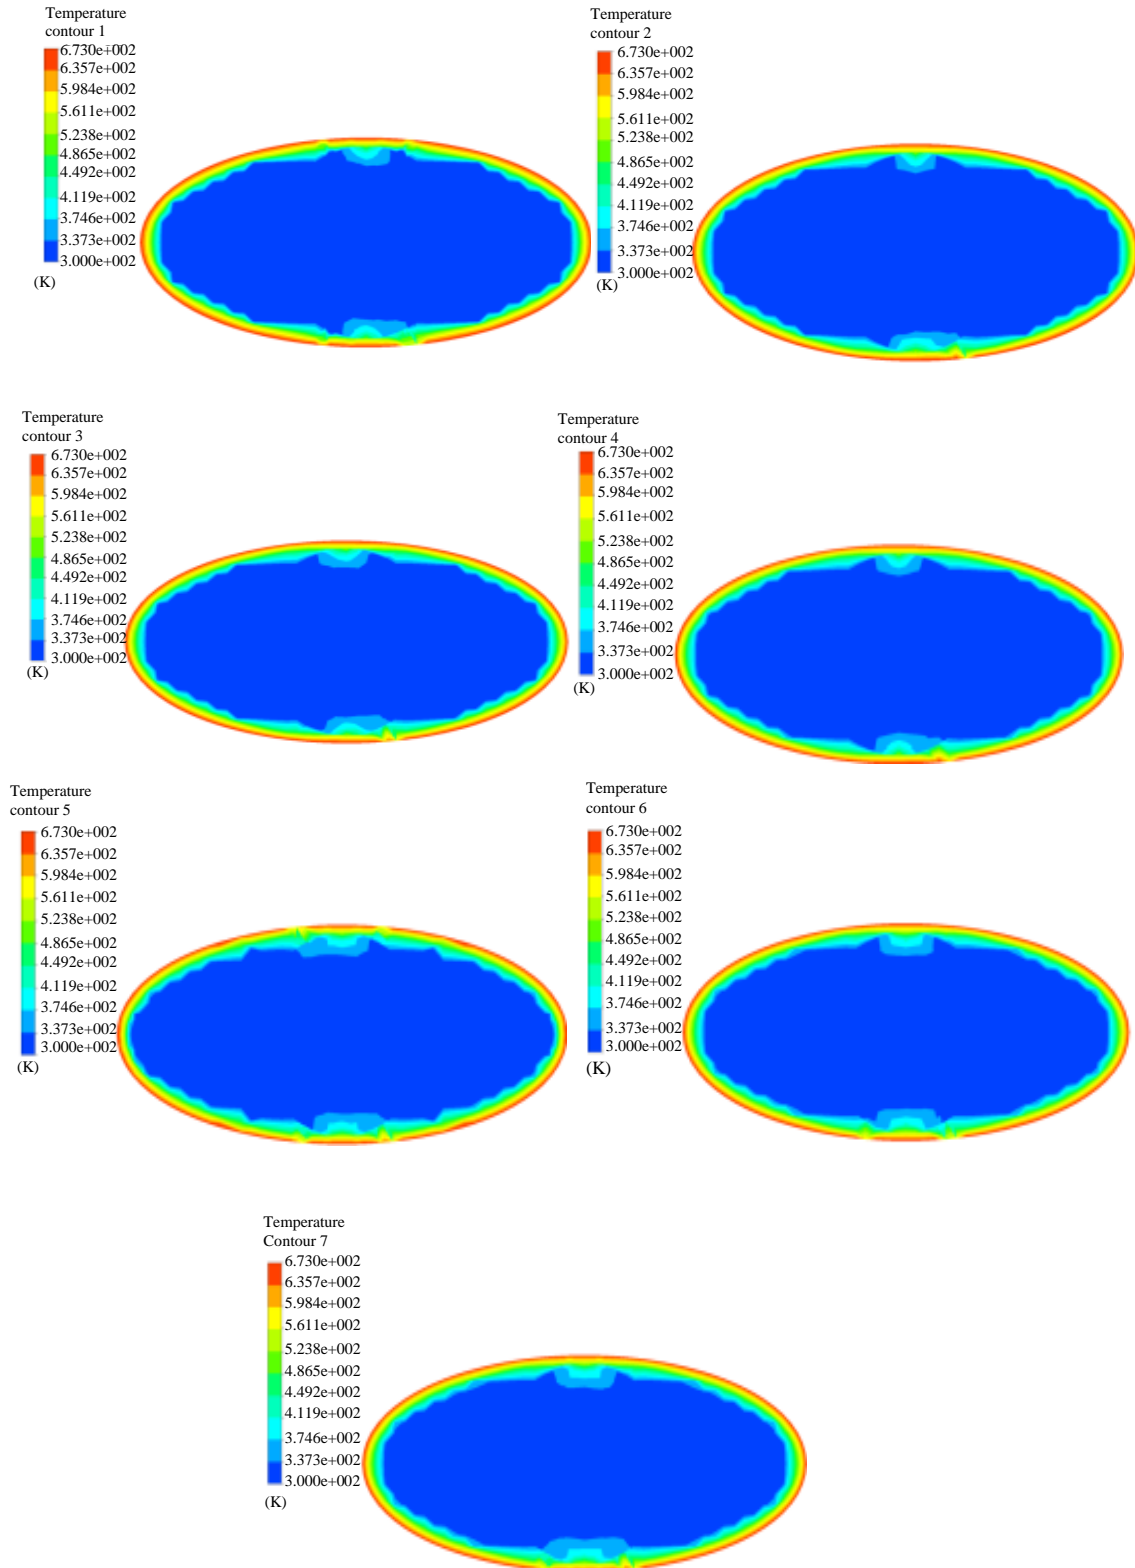 Temperature
contour 1
6.730e+002
6.357e+002
5.984e+002
5.611e+002
5.238e+002
4.865e+002
4.492e+002
4.119e+002
3.746e+002
3.373e+002
3.000e+002
(K)
Temperature
contour 2
6.730e+002
6.357e+002
5.984e+002
5.611e+002
5.238e+002
4.865e+002
4.492e+002
4.119e+002
3.746e+002
3.373e+002
3.000e+002
(K)
Temperature
contour 3
6.730e+002
6.357e+002
5.984e+002
5.611e+002
5.238e+002
4.865e+002
4.492e+002
4.119e+002
3.746e+002
3.373e+002
3.000e+002
(K)
Temperature
contour 4
6.730e+002
6.357e+002
5.984e+002
5.611e+002
5.238e+002
4.865e+002
4.492e+002
4.119e+002
3.746e+002
3.373e+002
3.000e+002
(K)
Temperature
contour 5
6.730e+002
6.357e+002
5.984e+002
5.611e+002
5.238e+002
4.865e+002
4.492e+002
4.119e+002
3.746e+002
3.373e+002
3.000e+002
(K)
Temperature
contour 6
6.730e+002
6.357e+002
5.984e+002
5.611e+002
5.238e+002
4.865e+002
4.492e+002
4.119e+002
3.746e+002
3.373e+002
3.000e+002
(K)
Temperature
Contour 7
6.730e+002
6.357e+002
5.984e+002
5.611e+002
5.238e+002
4.865e+002
4.492e+002
4.119e+002
3.746e+002
3.373e+002
3.000e+002
(K)